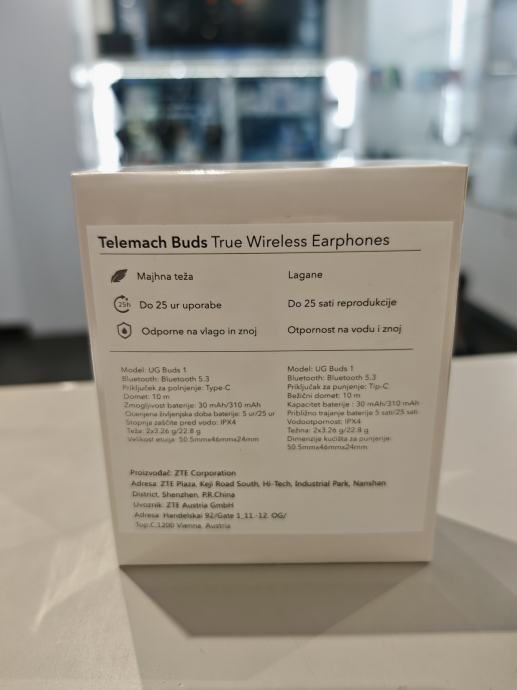 Telemach Buds True Wireless Earphones
Majhna teža
Lagane
25h
Do 25 ur uporabe
Do 25 sati reprodukcije
Odporne na vlago in znoj
Otpornost na vodu i znoj
Model: UG Buds 1
Bluetooth: Bluetooth 5.3
Priključek za polnjenje: Type-C
Domet: 10 m
Zmogljivost baterije: 30 mAh/310 mAh
Ocenjena življenjska doba baterije: 5 ur/25 ur
Stopnja zaščite pred vodo: IPX4
Teža: 2x3.26 g/22.8 g
Velikost etuija: 50.5mmx46mmx24mm
Model: UG Buds 1
Bluetooth: Bluetooth 5.3
Priključak za punjenje: Tip-C
Bežični domet: 10 m
Kapacitet baterije : 30 mAh/310 mAh
Približno trajanje baterije 5 sati/25 sati
Vodootpornost: IPX4
Težina: 2x3.26 g/22.8 g
Dimenzije kućišta za punjenje:
50.5mmx46mmx24mm
Proizvođač: ZTE Corporation
Adresa: ZTE Plaza, Keji Road South, Hi-Tech, Industrial Park, Nanshan
District, Shenzhen, P.R.China
Uvoznik: ZTE Austria GmbH
Adresa: Handelskai 92/Gate 1_11.-12. OG/
Top.C,1200 Vienna, Austria